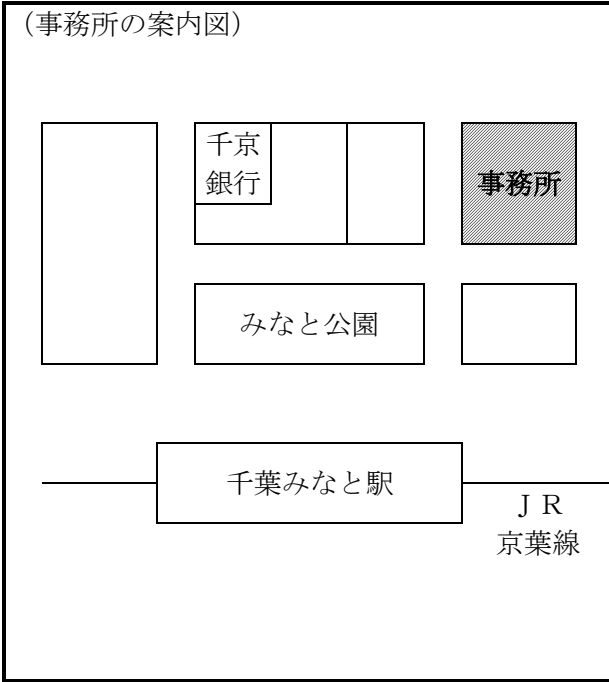 （事務所の案内図）
千京
銀行
事務所
みなと公園
千葉みなと駅
ＪＲ
京葉線